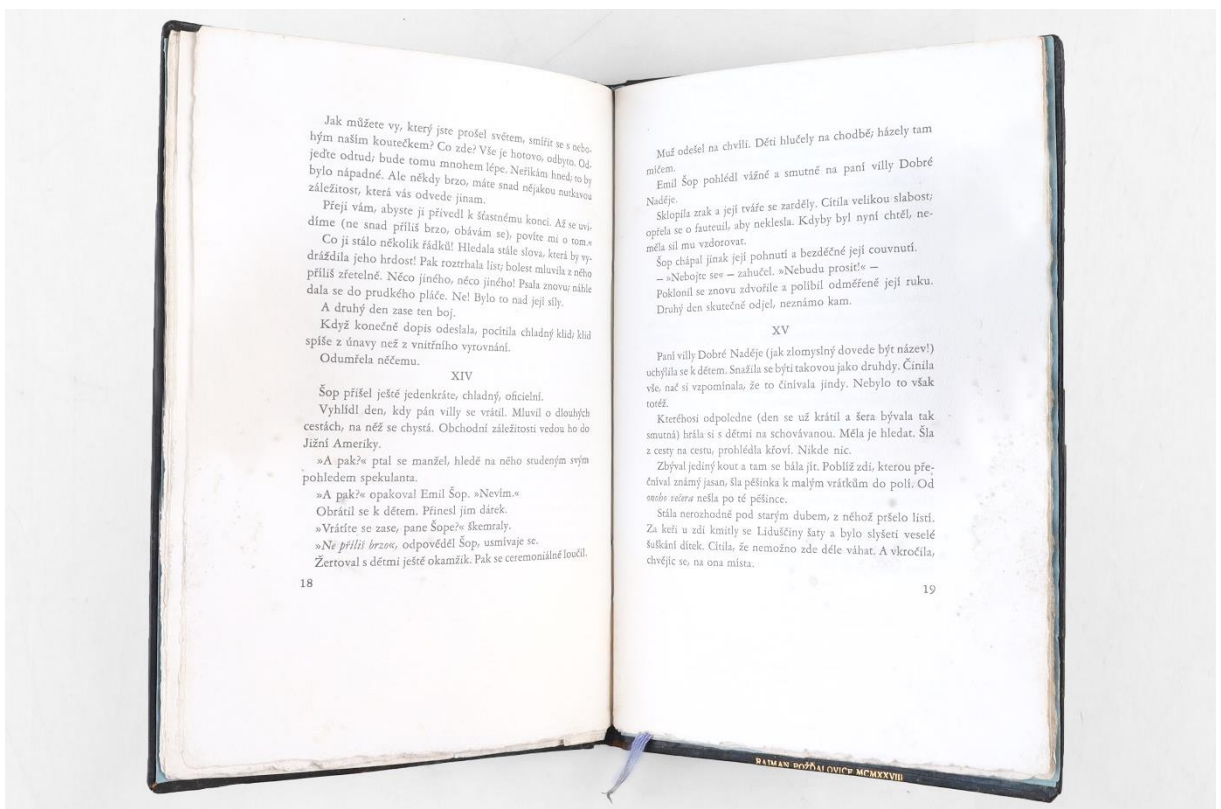 Jak můžete vy, který jste prošel světem, smířit se s nebo-
hým naším koutečkem? Co zde? Vše je hotovo, odbyto. Od-
jeďte odtud; bude tomu mnohem lépe. Neříkám hned; to by
bylo nápadné. Ale někdy brzo, máte snad nějakou nutkavou
záležitost, která vás odvede jinam.
Přeji vám, abyste ji přivedl k šťastnému konci. Až se uvi-
díme (ne snad příliš brzo, obávám se), povíte mi o tom.«
Co ji stálo několik řádků! Hledala stále slova, která by vy-
dráždila jeho hrdost! Pak roztrhala list; bolest mluvila z něho
příliš zřetelně. Něco jiného, něco jiného! Psala znovu; náhle
dala se do prudkého pláče. Ne! Bylo to nad její síly.
A druhý den zase ten boj.
Když konečně dopis odeslala, pocítila chladný klid; klid
spíše z únavy než z vnitřního vyrovnání.
Odumřela něčemu.
XIV
Šop přišel ještě jedenkráte, chladný, oficielní.
Vyhlídl den, kdy pán villy se vrátil. Mluvil o dlouhých
cestách, na něž se chystá. Obchodní záležitosti vedou ho do
Jižní Ameriky.
»A pak?« ptal se manžel, hledě na něho studeným svým
pohledem spekulanta.
»A pak?« opakoval Emil Šop. »Nevím.«
Obrátil se k dětem. Přinesl jim dárek.
»Vrátíte se zase, pane Šope?« škemraly.
»Ne příliš brzo«, odpověděl Šop, usmívaje se.
Žertoval s dětmi ještě okamžik. Pak se ceremoniálně loučil.
18
Muž odešel na chvíli. Děti hlučely na chodbě; házely tam
míčem.
Emil Šop pohlédl vážně a smutně na paní villy Dobré
Naděje.
Sklopila zrak a její tváře se zarděly. Cítila velikou slabost;
opřela se o fauteuil, aby neklesla. Kdyby byl nyní chtěl, ne-
měla sil mu vzdorovat.
Šop chápal jinak její pohnutí a bezděčné její couvnutí.
— »Nebojte se« — zahučel. »Nebudu prosit!« —
Poklonil se znovu zdvořile a políbil odměřeně její ruku.
Druhý den skutečně odjel, neznámo kam.
XV
Paní villy Dobré Naděje (jak zlomyslný dovede být název!)
uchýlila se k dětem. Snažila se býti takovou jako druhdy. Činila
vše, nač si vzpomínala, že to činívala jindy. Nebylo to však
totéž.
Kteréhosi odpoledne (den se už krátil a šera bývala tak
smutná) hrála si s dětmi na schovávanou. Měla je hledat. Šla
z cesty na cestu, prohlédla křoví. Nikde nic.
Zbýval jediný kout a tam se bála jít. Poblíž zdi, kterou pře-
čníval známý jasan, šla pěšinka k malým vrátkům do polí. Od
onoho večera nešla po té pěšince.
Stála nerozhodně pod starým dubem, z něhož pršelo listí.
Za keři u zdi kmitly se Liduščiny šaty a bylo slyšeti veselé
šuškání dítek. Cítila, že nemožno zde déle váhat. A vkročila,
chvějíc se, na ona místa.
19
RAJMAN POŽĎALOVICE MCMXXVIII